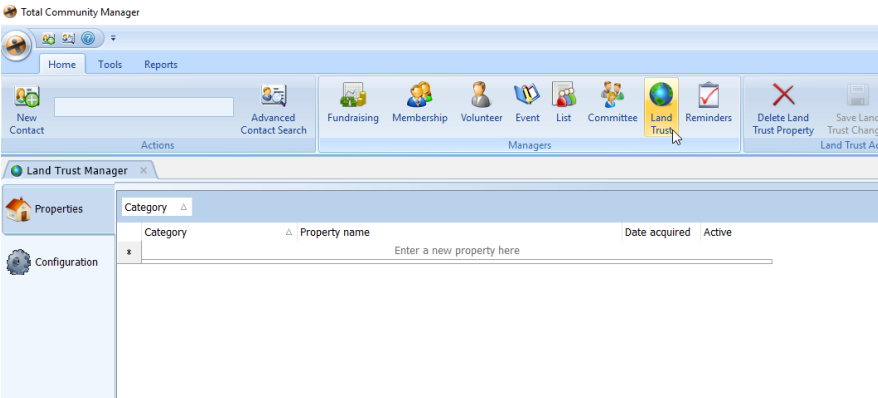 Total Community Manager
Home Tools Reports
New Contact
Advanced Contact Search
Actions
Fundraising Membership Volunteer Event List Committee Land Trust Reminders
Managers
Delete Land Trust Property
Save Land
Trust
Land Trust
Land Trust Manager
Properties
Configuration
Category
Category Property name Date acquired Active
Enter a new property here